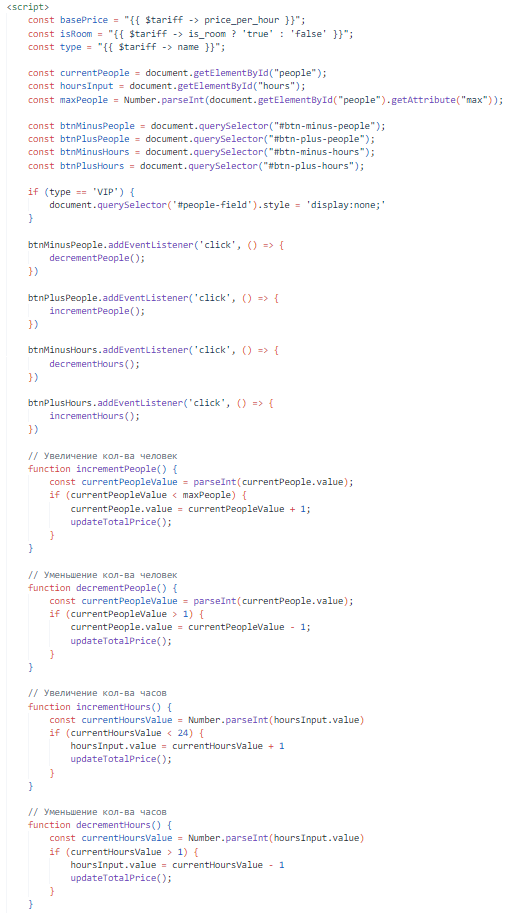 <script>
const basePrice = "{{ $tariff -> price_per_hour }}";
const isRoom = "{{ $tariff -> is_room ? 'true' : 'false' }}";
const type = "{{ $tariff -> name }}";
const currentPeople = document.getElementById("people");
const hoursInput = document.getElementById("hours");
const maxPeople = Number.parseInt(document.getElementById("people").getAttribute("max"));
const btnMinusPeople = document.querySelector("#btn-minus-people");
const btnPlusPeople = document.querySelector("#btn-plus-people");
const btnMinusHours = document.querySelector("#btn-minus-hours");
const btnPlusHours = document.querySelector("#btn-plus-hours");
if (type == 'VIP') {
document.querySelector('#people-field').style = 'display:none;'
}
btnMinusPeople.addEventListener('click', () => {
decrementPeople();
})
btnPlusPeople.addEventListener('click', () => {
incrementPeople();
})
btnMinusHours.addEventListener('click', () => {
decrementHours();
})
btnPlusHours.addEventListener('click', () => {
incrementHours();
})
// Увеличение кол-ва человек
function incrementPeople() {
const currentPeopleValue = parseInt(currentPeople.value);
if (currentPeopleValue < maxPeople) {
currentPeople.value = currentPeopleValue + 1;
updateTotalPrice();
}
}
// Уменьшение кол-ва человек
function decrementPeople() {
const currentPeopleValue = parseInt(currentPeople.value);
if (currentPeopleValue > 1) {
currentPeople.value = currentPeopleValue - 1;
updateTotalPrice();
}
}
// Увеличение кол-ва часов
function incrementHours() {
const currentHoursValue = Number.parseInt(hoursInput.value)
if (currentHoursValue < 24) {
hoursInput.value = currentHoursValue + 1
updateTotalPrice();
}
}
// Уменьшение кол-ва часов
function decrementHours() {
const currentHoursValue = Number.parseInt(hoursInput.value)
if (currentHoursValue > 1) {
hoursInput.value = currentHoursValue - 1
updateTotalPrice();
}
}